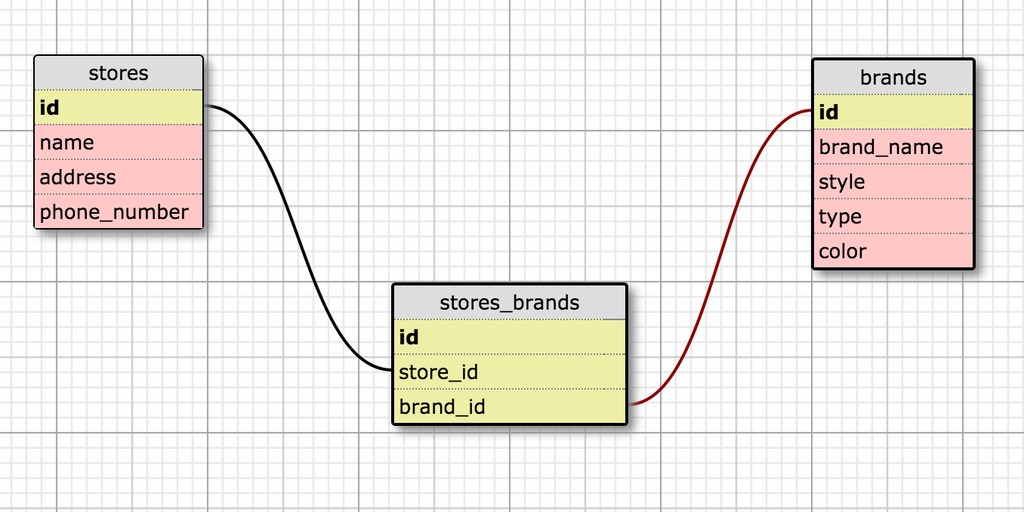 stores
id
name
address
phone_number
brands
id
brand_name
style
type
color
stores_brands
id
store_id
brand_id